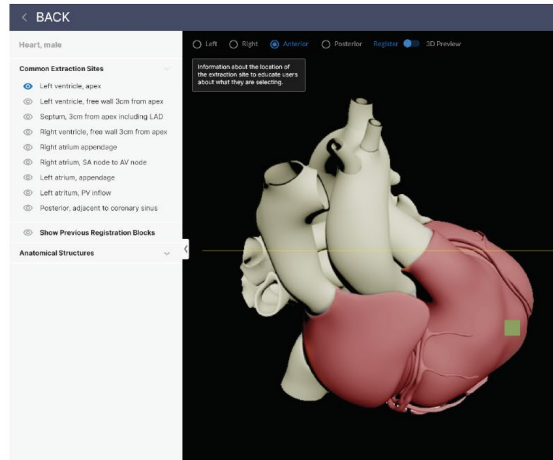 < BACK
Heart, male
Left Right Anterior Posterior Register 3D Preview
Information about the location of
the extraction site to educate users
about what they are selecting.
Common Extraction Sites
Left ventricle, apex
Left ventricle, free wall 3cm from apex
Septum, 3cm from apex including LAD
Right ventricle, free wall 3cm from apex
Right atrium appendage
Right atrium, SA node to AV node
Left atrium, appendage
Left atritum, PV inflow
Posterior, adjacent to coronary sinus
Show Previous Registration Blocks
Anatomical Structures